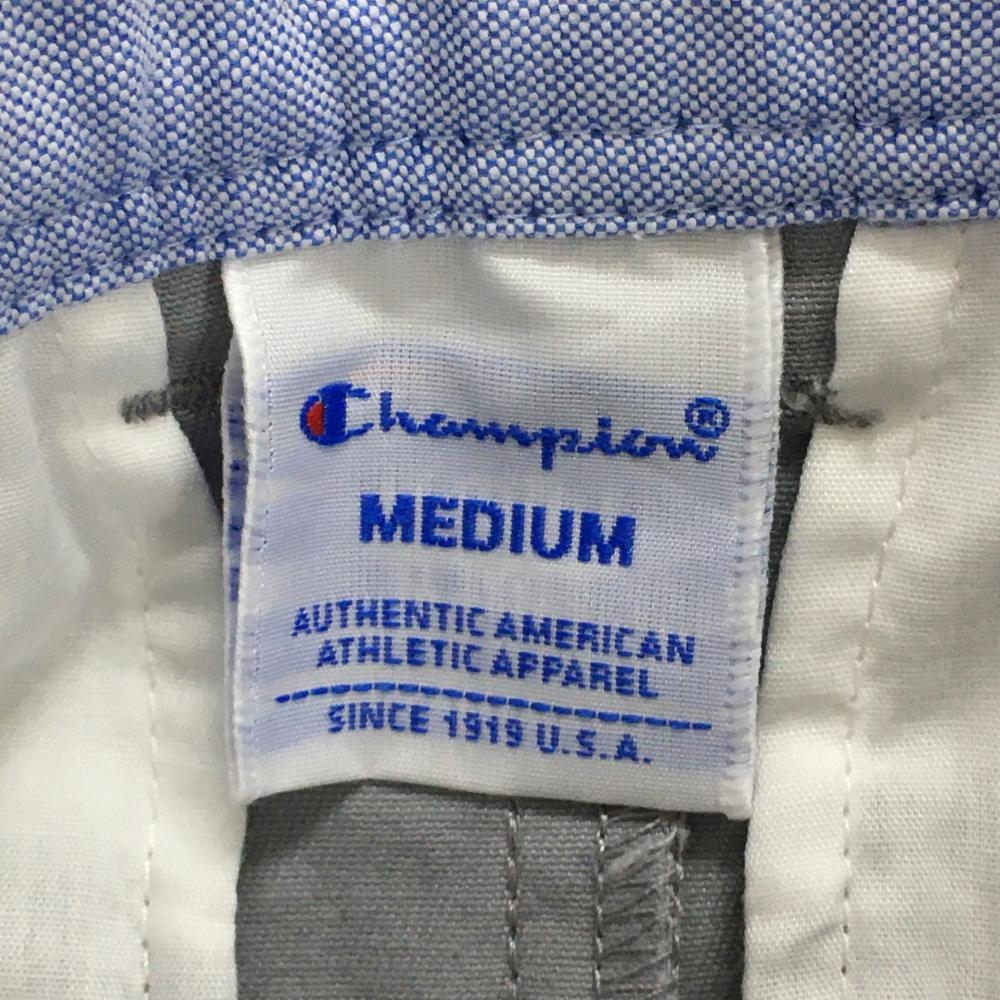 Champion®
MEDIUM
AUTHENTIC AMERICAN
ATHLETIC APPAREL
SINCE 1919 U.S.A.